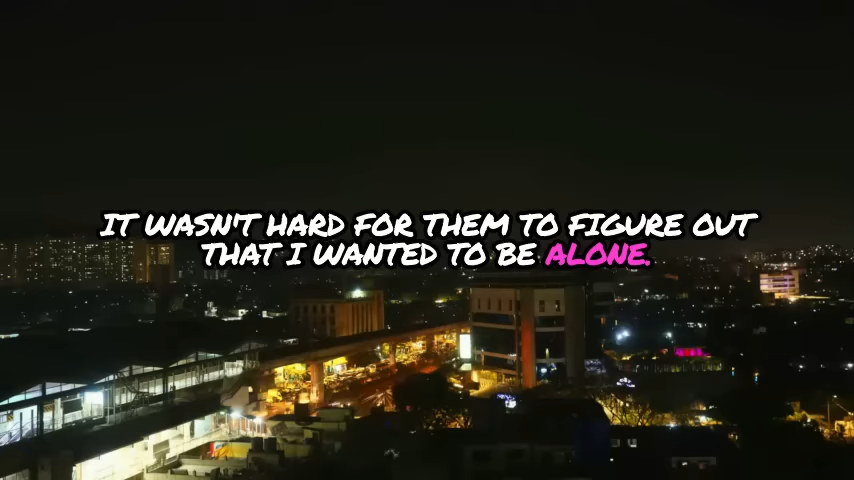 IT WASN'T HARD FOR THEM TO FIGURE OUT
THAT I WANTED TO BE ALONE.